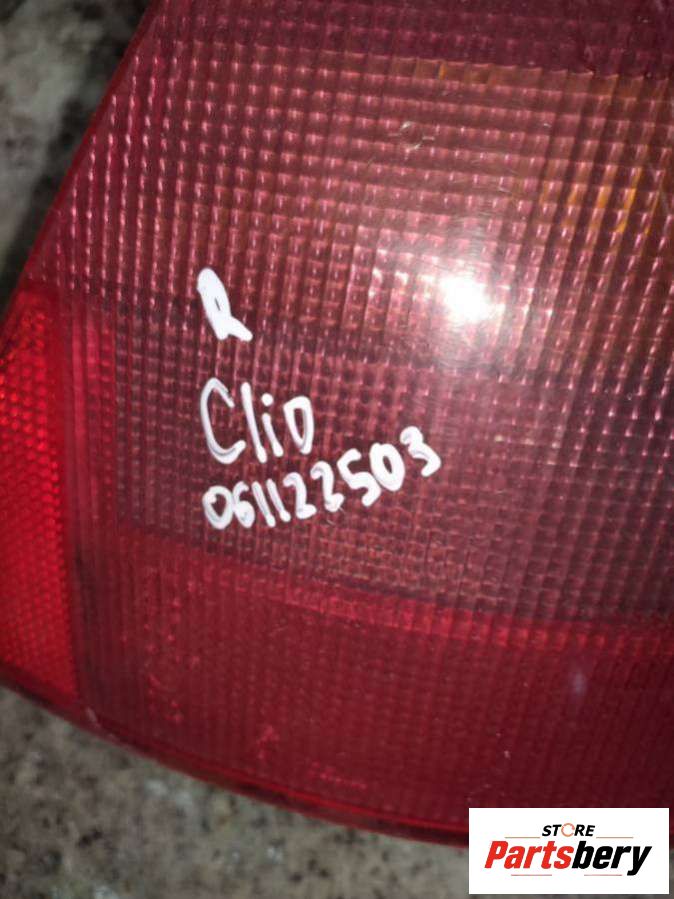 R
Clio
061122503
STORE
Partsbery